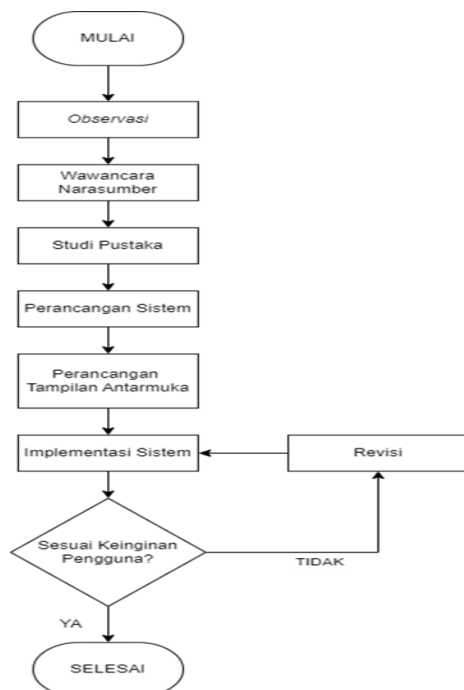 MULAI
Observasi
Wawancara
Narasumber
Studi Pustaka
Perancangan Sistem
Perancangan
Tampilan Antarmuka
Implementasi Sistem
Revisi
Sesuai Keinginan
Pengguna?
TIDAK
YA
SELESAI